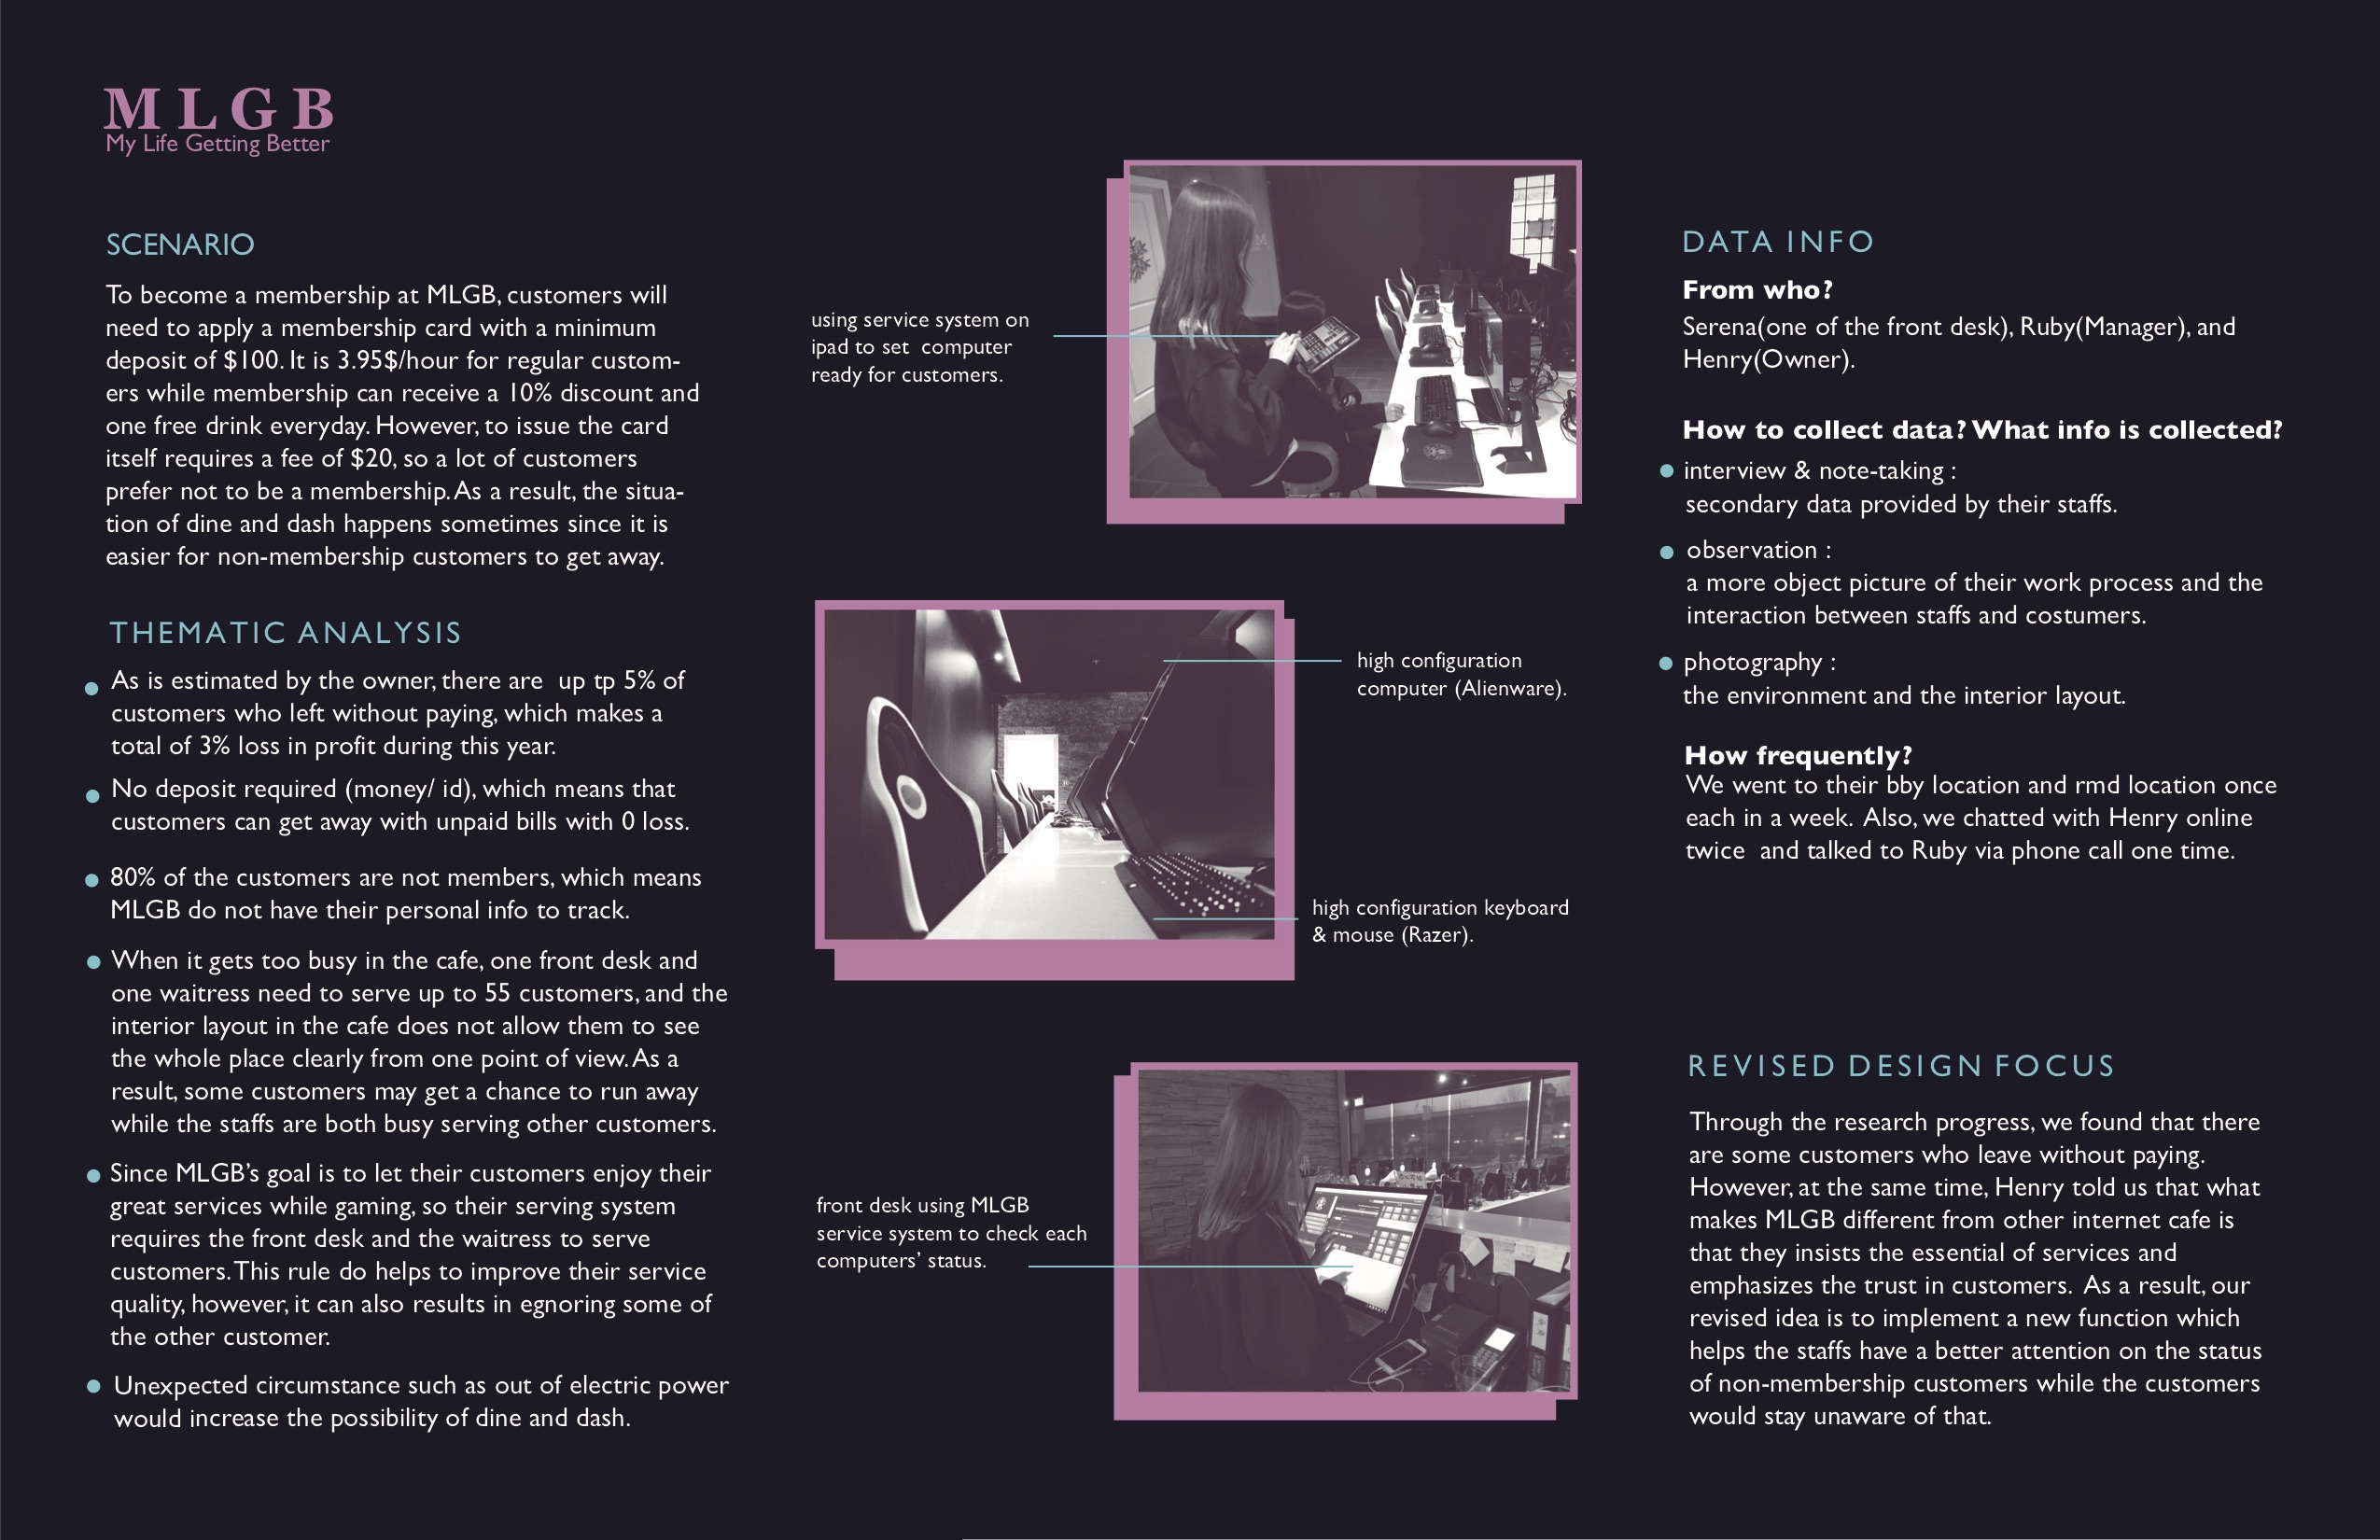 MLGB
My Life Getting Better
SCENARIO
To become a membership at MLGB, customers will
need to apply a membership card with a minimum
deposit of $100. It is 3.95$/hour for regular custom-
ers while membership can receive a 10% discount and
one free drink everyday. However, to issue the card
itself requires a fee of $20, so a lot of customers
prefer not to be a membership. As a result, the situa-
tion of dine and dash happens sometimes since it is
easier for non-membership customers to get away.
THEMATIC ANALYSIS
As is estimated by the owner, there are up tp 5% of
customers who left without paying, which makes a
total of 3% loss in profit during this year.
No deposit required (money/ id), which means that
customers can get away with unpaid bills with 0 loss.
80% of the customers are not members, which means
MLGB do not have their personal info to track.
When it gets too busy in the cafe, one front desk and
one waitress need to serve up to 55 customers, and the
interior layout in the cafe does not allow them to see
the whole place clearly from one point of view. As a
result, some customers may get a chance to run away
while the staffs are both busy serving other customers.
Since MLGB's goal is to let their customers enjoy their
great services while gaming, so their serving system
requires the front desk and the waitress to serve
customers. This rule do helps to improve their service
quality, however, it can also results in egnoring some of
the other customer.
Unexpected circumstance such as out of electric power
would increase the possibility of dine and dash.
using service system on
ipad to set computer
ready for customers.
high configuration
computer (Alienware).
high configuration keyboard
& mouse (Razer).
front desk using MLGB
service system to check each
computers' status.
DATA INFO
From who?
Serena(one of the front desk), Ruby(Manager), and
Henry(Owner).
How to collect data? What info is collected?
interview & note-taking :
secondary data provided by their staffs.
observation :
a more object picture of their work process and the
interaction between staffs and costumers.
photography :
the environment and the interior layout.
How frequently?
We went to their bby location and rmd location once
each in a week. Also, we chatted with Henry online
twice and talked to Ruby via phone call one time.
REVISED DESIGN FOCUS
Through the research progress, we found that there
are some customers who leave without paying.
However, at the same time, Henry told us that what
makes MLGB different from other internet cafe is
that they insists the essential of services and
emphasizes the trust in customers. As a result, our
revised idea is to implement a new function which
helps the staffs have a better attention on the status
of non-membership customers while the customers
would stay unaware of that.